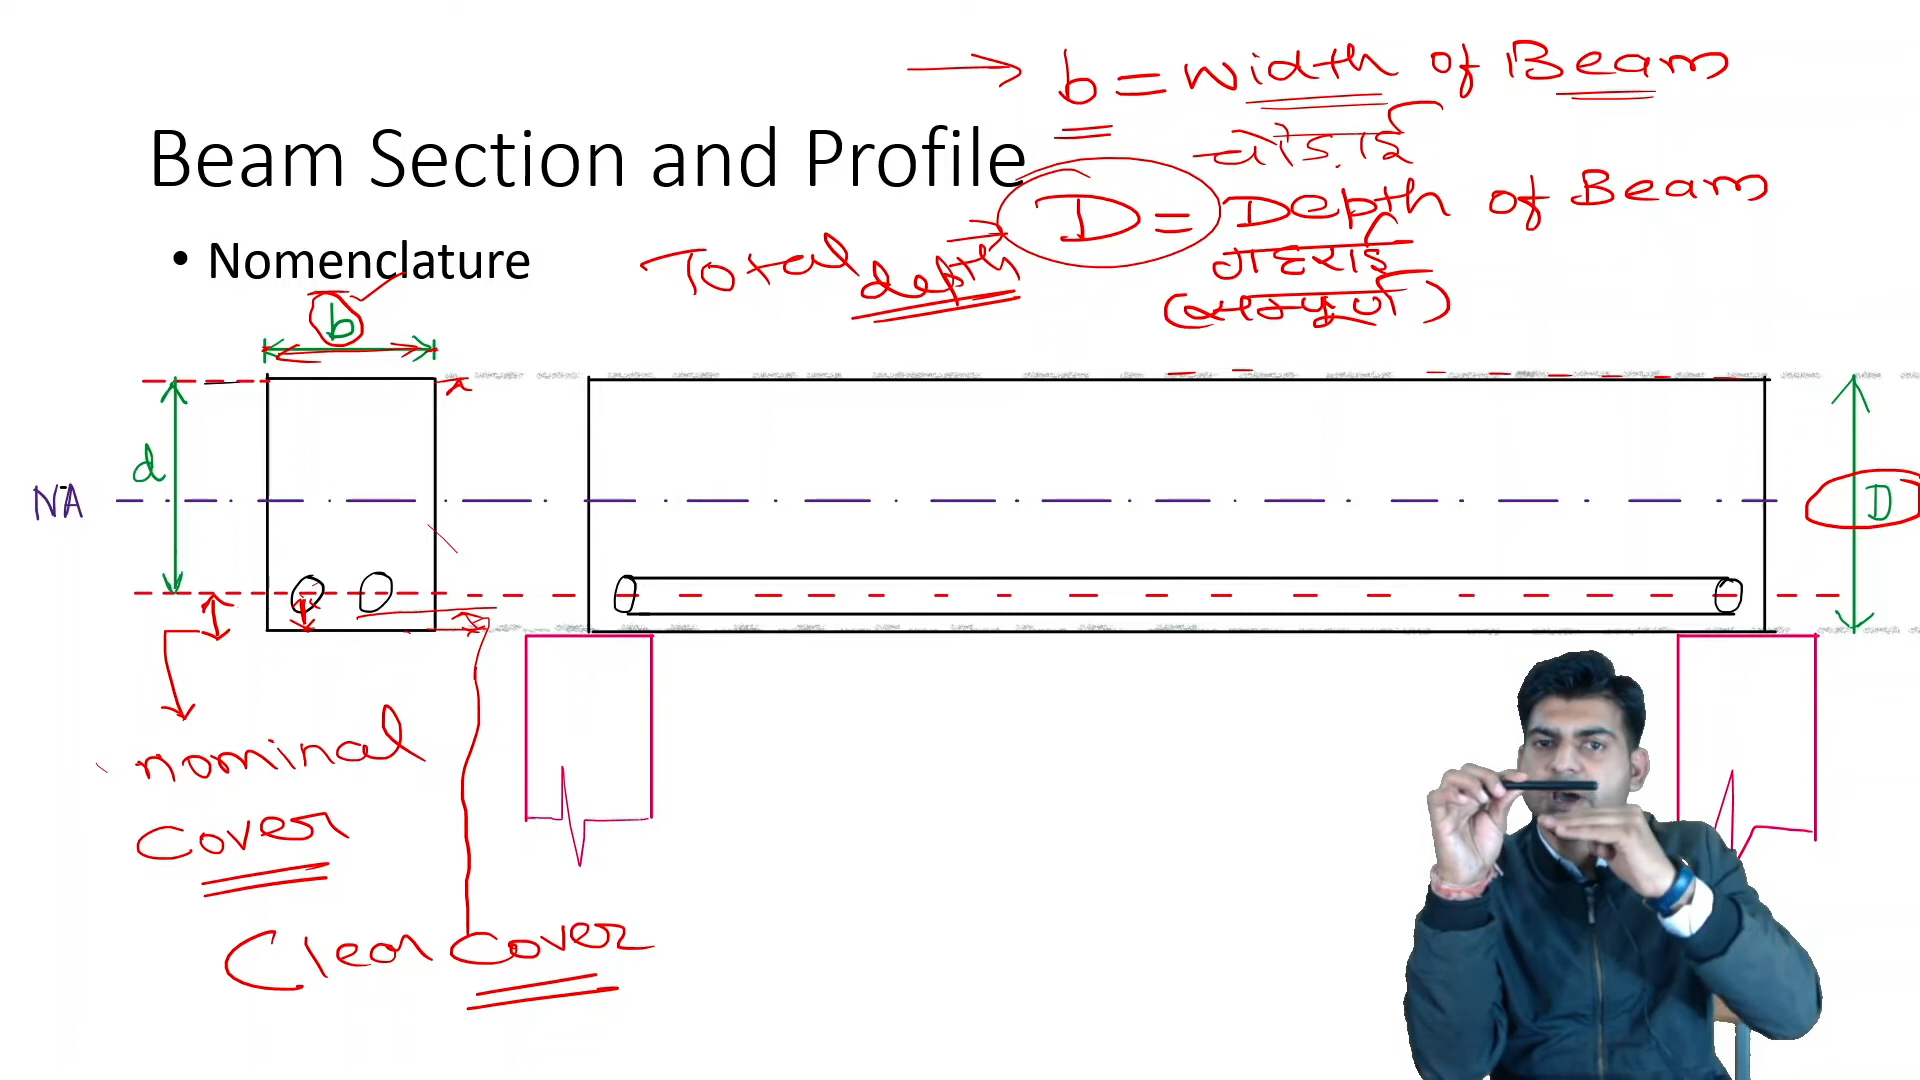 b = width of Beam
चौड़ाई
Beam Section and Profile
D = Depth of Beam
गहराई
(सम्पूर्ण)
Total depth
• Nomenclature
b
d
NA
D
nominal
cover
Clear cover